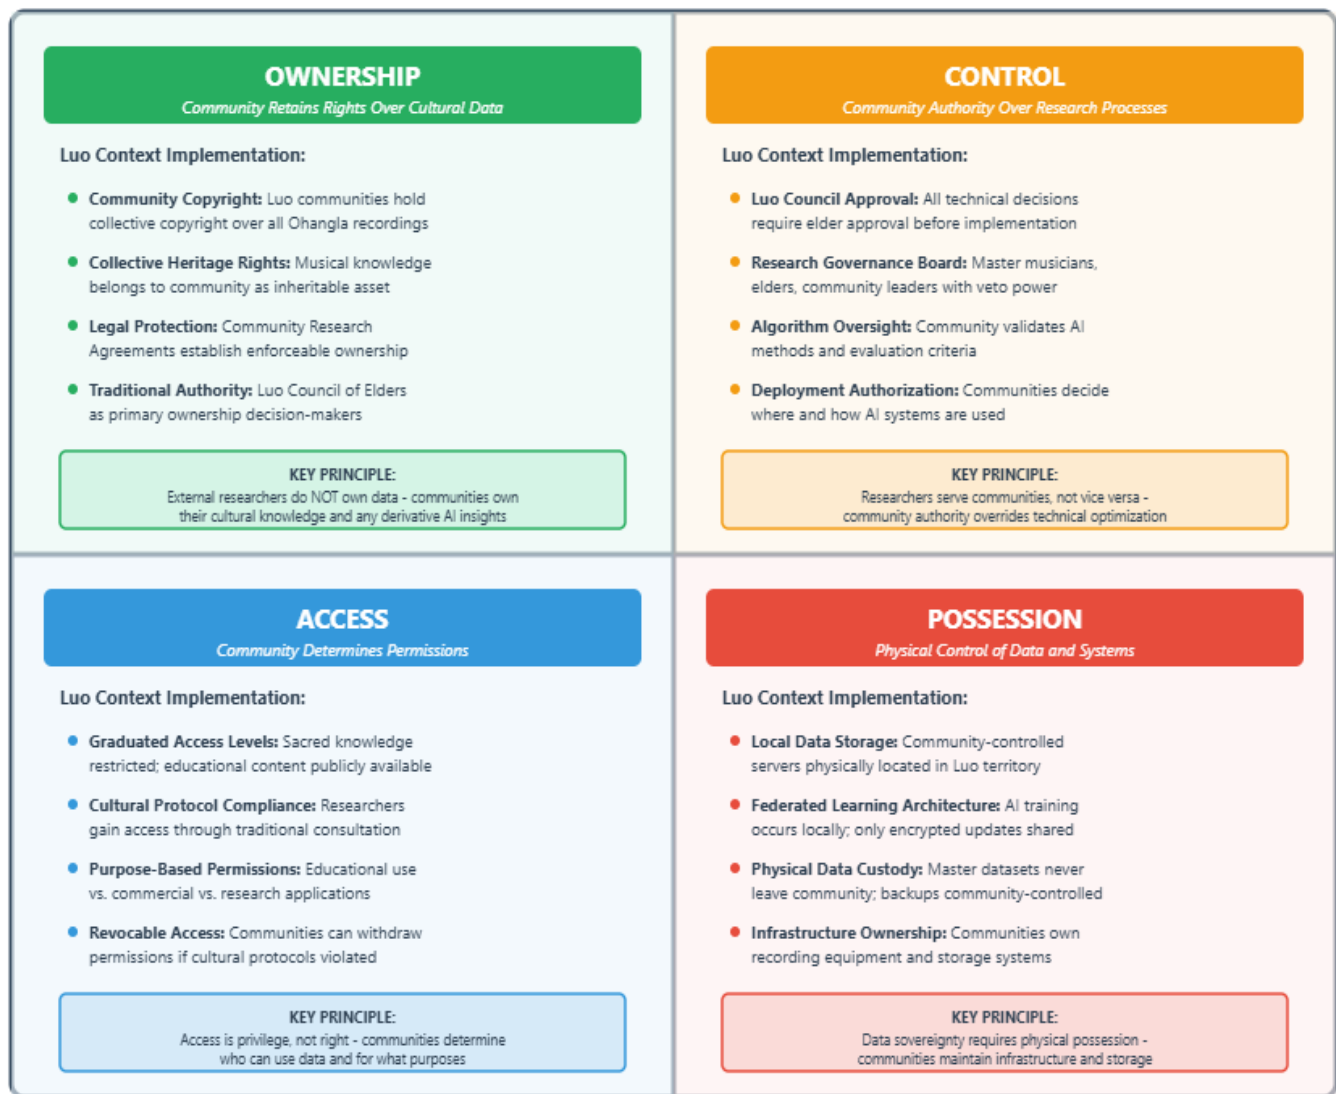 OWNERSHIP
Community Retains Rights Over Cultural Data
Luo Context Implementation:
Community Copyright: Luo communities hold
collective copyright over all Ohangla recordings
Collective Heritage Rights: Musical knowledge
belongs to community as inheritable asset
Legal Protection: Community Research
Agreements establish enforceable ownership
Traditional Authority: Luo Council of Elders
as primary ownership decision-makers
KEY PRINCIPLE:
External researchers do NOT own data - communities own
their cultural knowledge and any derivative AI insights
CONTROL
Community Authority Over Research Processes
Luo Context Implementation:
Luo Council Approval: All technical decisions
require elder approval before implementation
Research Governance Board: Master musicians,
elders, community leaders with veto power
Algorithm Oversight: Community validates AI
methods and evaluation criteria
Deployment Authorization: Communities decide
where and how AI systems are used
KEY PRINCIPLE:
Researchers serve communities, not vice versa -
community authority overrides technical optimization
ACCESS
Community Determines Permissions
Luo Context Implementation:
Graduated Access Levels: Sacred knowledge
restricted; educational content publicly available
Cultural Protocol Compliance: Researchers
gain access through traditional consultation
Purpose-Based Permissions: Educational use
vs. commercial vs. research applications
Revocable Access: Communities can withdraw
permissions if cultural protocols violated
KEY PRINCIPLE:
Access is privilege, not right - communities determine
who can use data and for what purposes
POSSESSION
Physical Control of Data and Systems
Luo Context Implementation:
Local Data Storage: Community-controlled
servers physically located in Luo territory
Federated Learning Architecture: AI training
occurs locally; only encrypted updates shared
Physical Data Custody: Master datasets never
leave community; backups community-controlled
Infrastructure Ownership: Communities own
recording equipment and storage systems
KEY PRINCIPLE:
Data sovereignty requires physical possession -
communities maintain infrastructure and storage